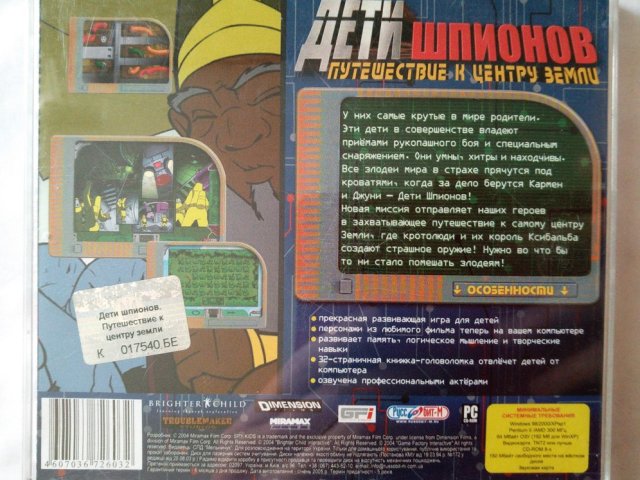 ДЕТИ ШПИОНОВ
ПУТЕШЕСТВИЕ К ЦЕНТРУ ЗЕМЛИ
У них самые крутые в мире родители.
Эти дети в совершенстве владеют
приёмами рукопашного боя и специальным
снаряжением. Они умны, хитры и находчивы.
Все злодеи мира в страхе прячутся под
кроватями, когда за дело берутся Кармен
и Джуни – Дети Шпионов!
Новая миссия отправляет наших героев
в захватывающее путешествие к самому центру
Земли, где кротолюди и их король Ксибальба
создают страшное оружие! Нужно во что бы
то ни стало помешать злодеям!
↓ ОСОБЕННОСТИ ↓
• прекрасная развивающая игра для детей
• персонажи из любимого фильма теперь на вашем компьютере
• развивает память, логическое мышление и творческие
навыки
• 32-страничная книжка-головоломка отвлечёт детей от
компьютера
• озвучена профессиональными актёрами
Дети шпионов.
Путешествие к
центру земли
К 017540 БЕ
BRIGHTER CHILD
TROUBLEMAKER
DIMENSION
MIRAMAX
GFI
РУССОБИТ-М
PC
CD-ROM
МИНИМАЛЬНЫЕ
СИСТЕМНЫЕ ТРЕБОВАНИЯ
4607036726032